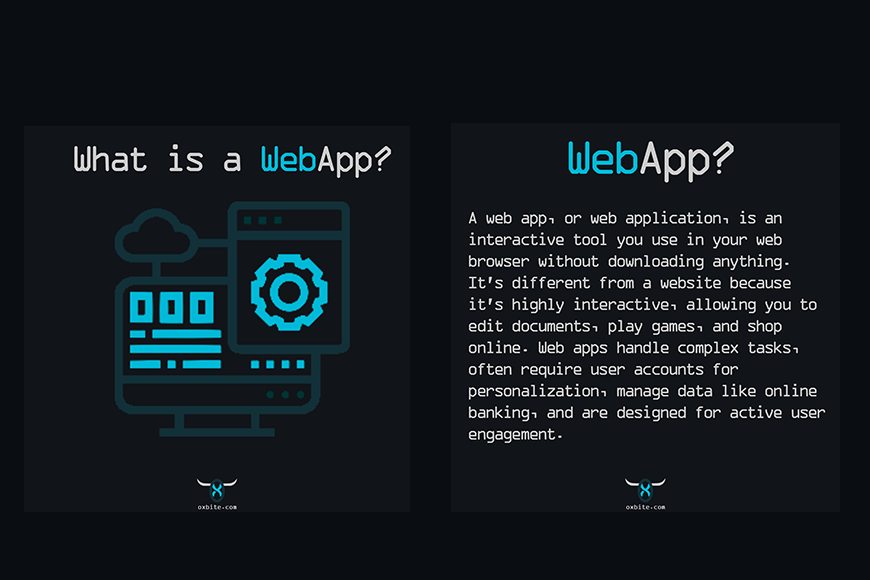 What is a WebApp?
oxbite.com
WebApp?
A web app, or web application, is an
interactive tool you use in your web
browser without downloading anything.
It's different from a website because
it's highly interactive, allowing you to
edit documents, play games, and shop
online. Web apps handle complex tasks,
often require user accounts for
personalization, manage data like online
banking, and are designed for active user
engagement.
oxbite.com